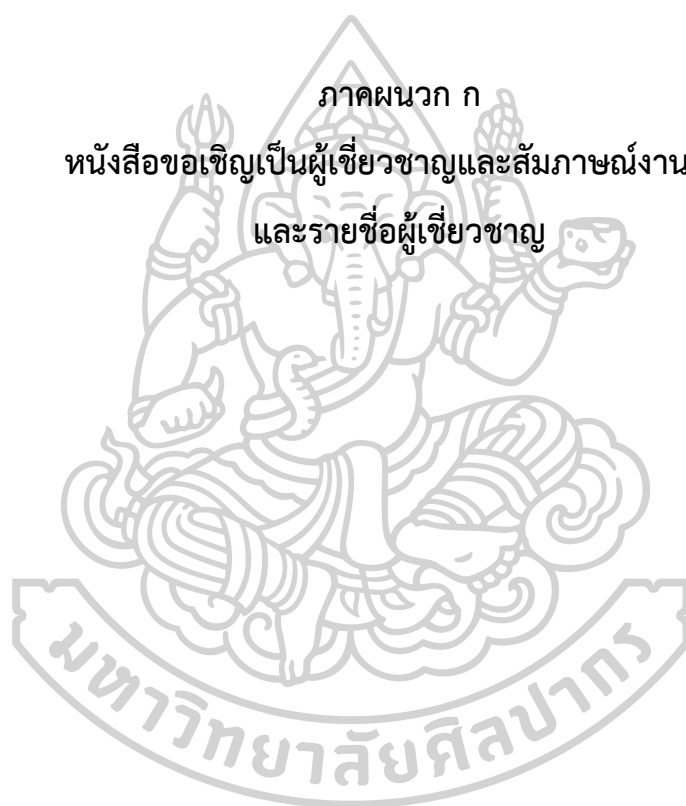 ภาคผนวก ก
หนังสือขอเชิญเป็นผู้เชี่ยวชาญและสัมภาษณ์งาน
และรายชื่อผู้เชี่ยวชาญ
มหาวิทยาลัยศิลปากร